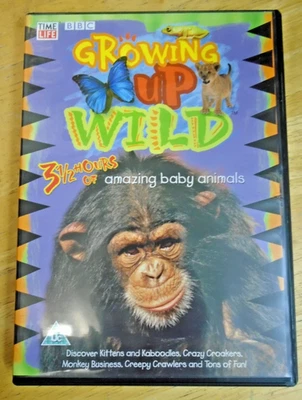 TIME LIFE BBC
GROWING
UP
WILD
3½ HOURS
OF amazing baby animals
Uc
Discover Kittens and Kaboodles, Crazy Croakers,
Monkey Business, Creepy Crawlers and Tons of Fun!